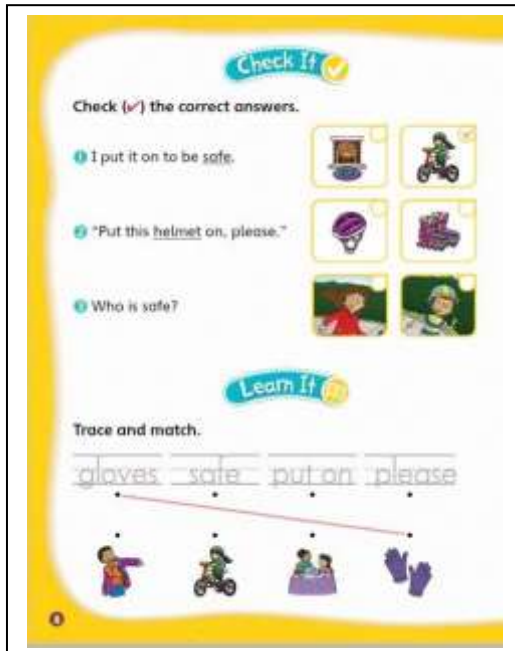 Check It
Check (✓) the correct answers.
1 I put it on to be safe.
2 "Put this helmet on, please."
3 Who is safe?
Learn It
Trace and match.
gloves safe put on please
8